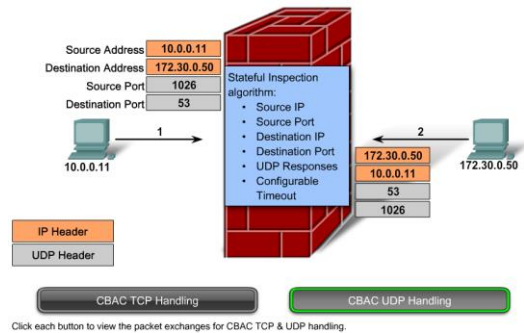 Source Address 10.0.0.11
Destination Address 172.30.0.50
Source Port 1026
Destination Port 53
Stateful Inspection
algorithm:
• Source IP
• Source Port
• Destination IP
• Destination Port
• UDP Responses
• Configurable
Timeout
1
10.0.0.11
2
172.30.0.50
172.30.0.50
10.0.0.11
53
1026
IP Header
UDP Header
CBAC TCP Handling
CBAC UDP Handling
Click each button to view the packet exchanges for CBAC TCP & UDP handling.